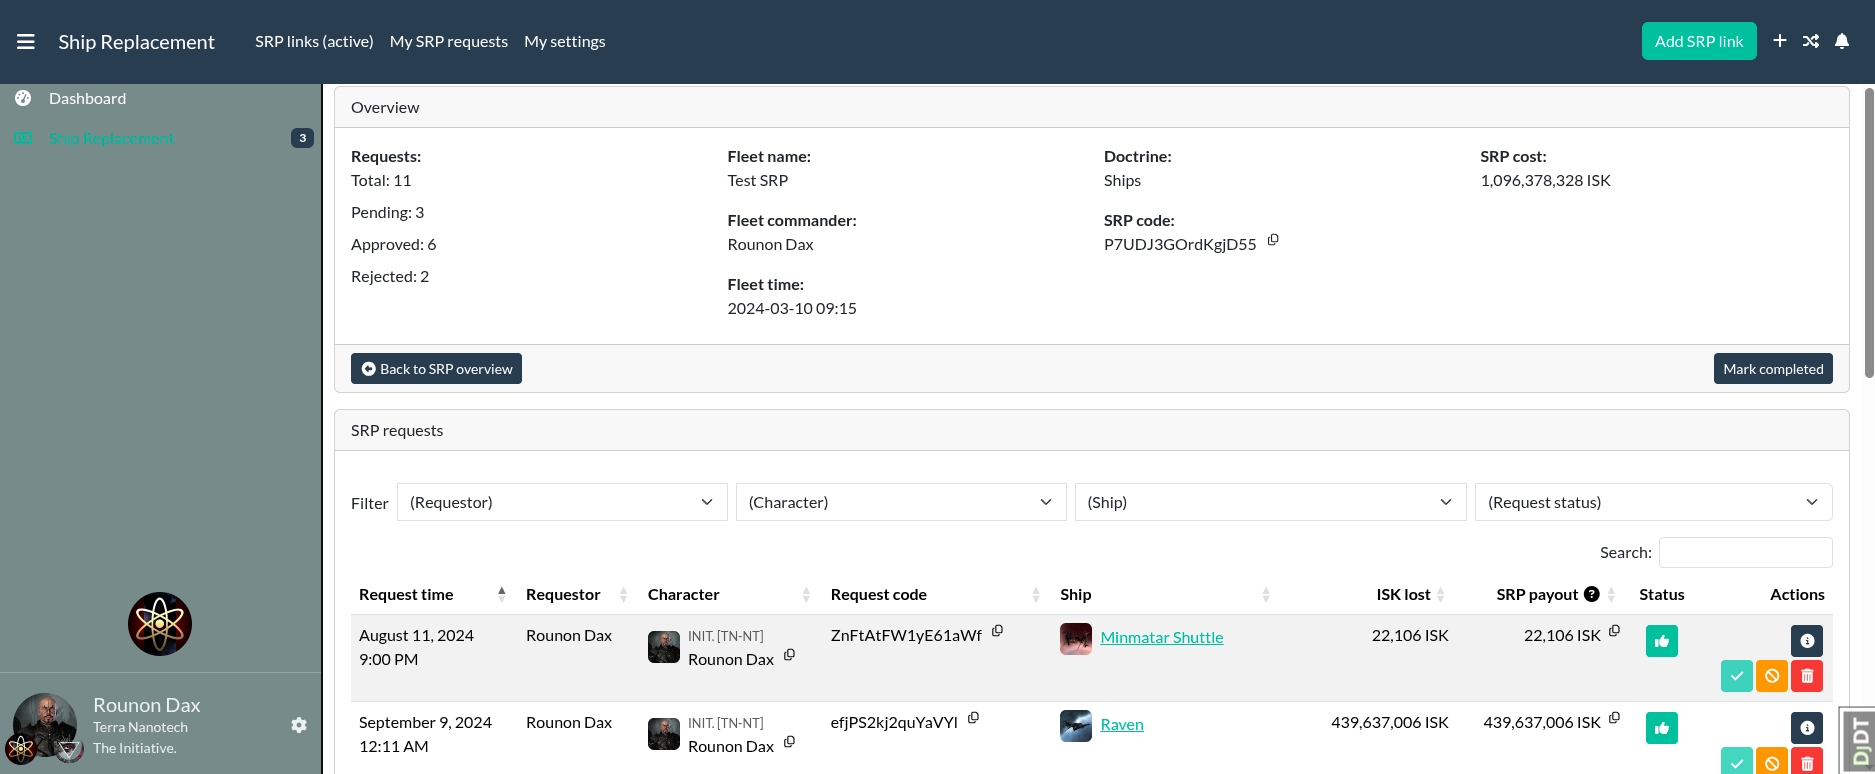 Ship Replacement
SRP links (active)
My SRP requests
My settings
Add SRP link
Dashboard
Ship Replacement
3
Rounon Dax
Terra Nanotech
The Initiative.
Overview
Requests:
Total: 11
Pending: 3
Approved: 6
Rejected: 2
Fleet name:
Test SRP
Fleet commander:
Rounon Dax
Fleet time:
2024-03-10 09:15
Doctrine:
Ships
SRP code:
P7UDJ3GOrdKgjD55
SRP cost:
1,096,378,328 ISK
Back to SRP overview
Mark completed
SRP requests
Filter
(Requestor)
(Character)
(Ship)
(Request status)
Search:
Request time
Requestor
Character
Request code
Ship
ISK lost
SRP payout
Status
Actions
August 11, 2024
9:00 PM
Rounon Dax
INIT. [TN-NT]
Rounon Dax
ZnFtAtFW1yE61aWf
Minmatar Shuttle
22,106 ISK
22,106 ISK
September 9, 2024
12:11 AM
Rounon Dax
INIT. [TN-NT]
Rounon Dax
efjPS2kj2quYaVYl
Raven
439,637,006 ISK
439,637,006 ISK
DjDT